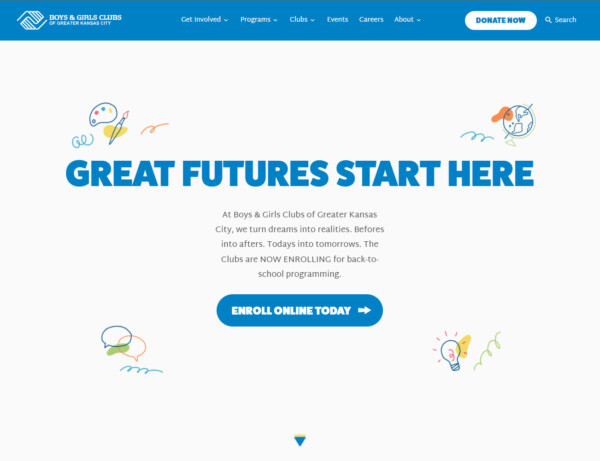 BOYS & GIRLS CLUBS
OF GREATER KANSAS CITY
Get Involved Programs Clubs Events Careers About
DONATE NOW
Search
GREAT FUTURES START HERE
At Boys & Girls Clubs of Greater Kansas
City, we turn dreams into realities. Befores
into afters. Todays into tomorrows. The
Clubs are NOW ENROLLING for back-to-
school programming.
ENROLL ONLINE TODAY